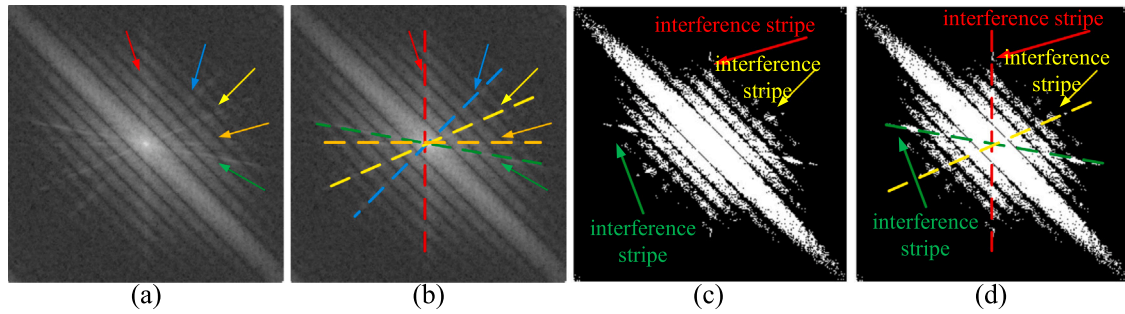 interference stripe
interference
stripe
interference
stripe
interference stripe
interference
stripe
interference
stripe
(a)
(b)
(c)
(d)